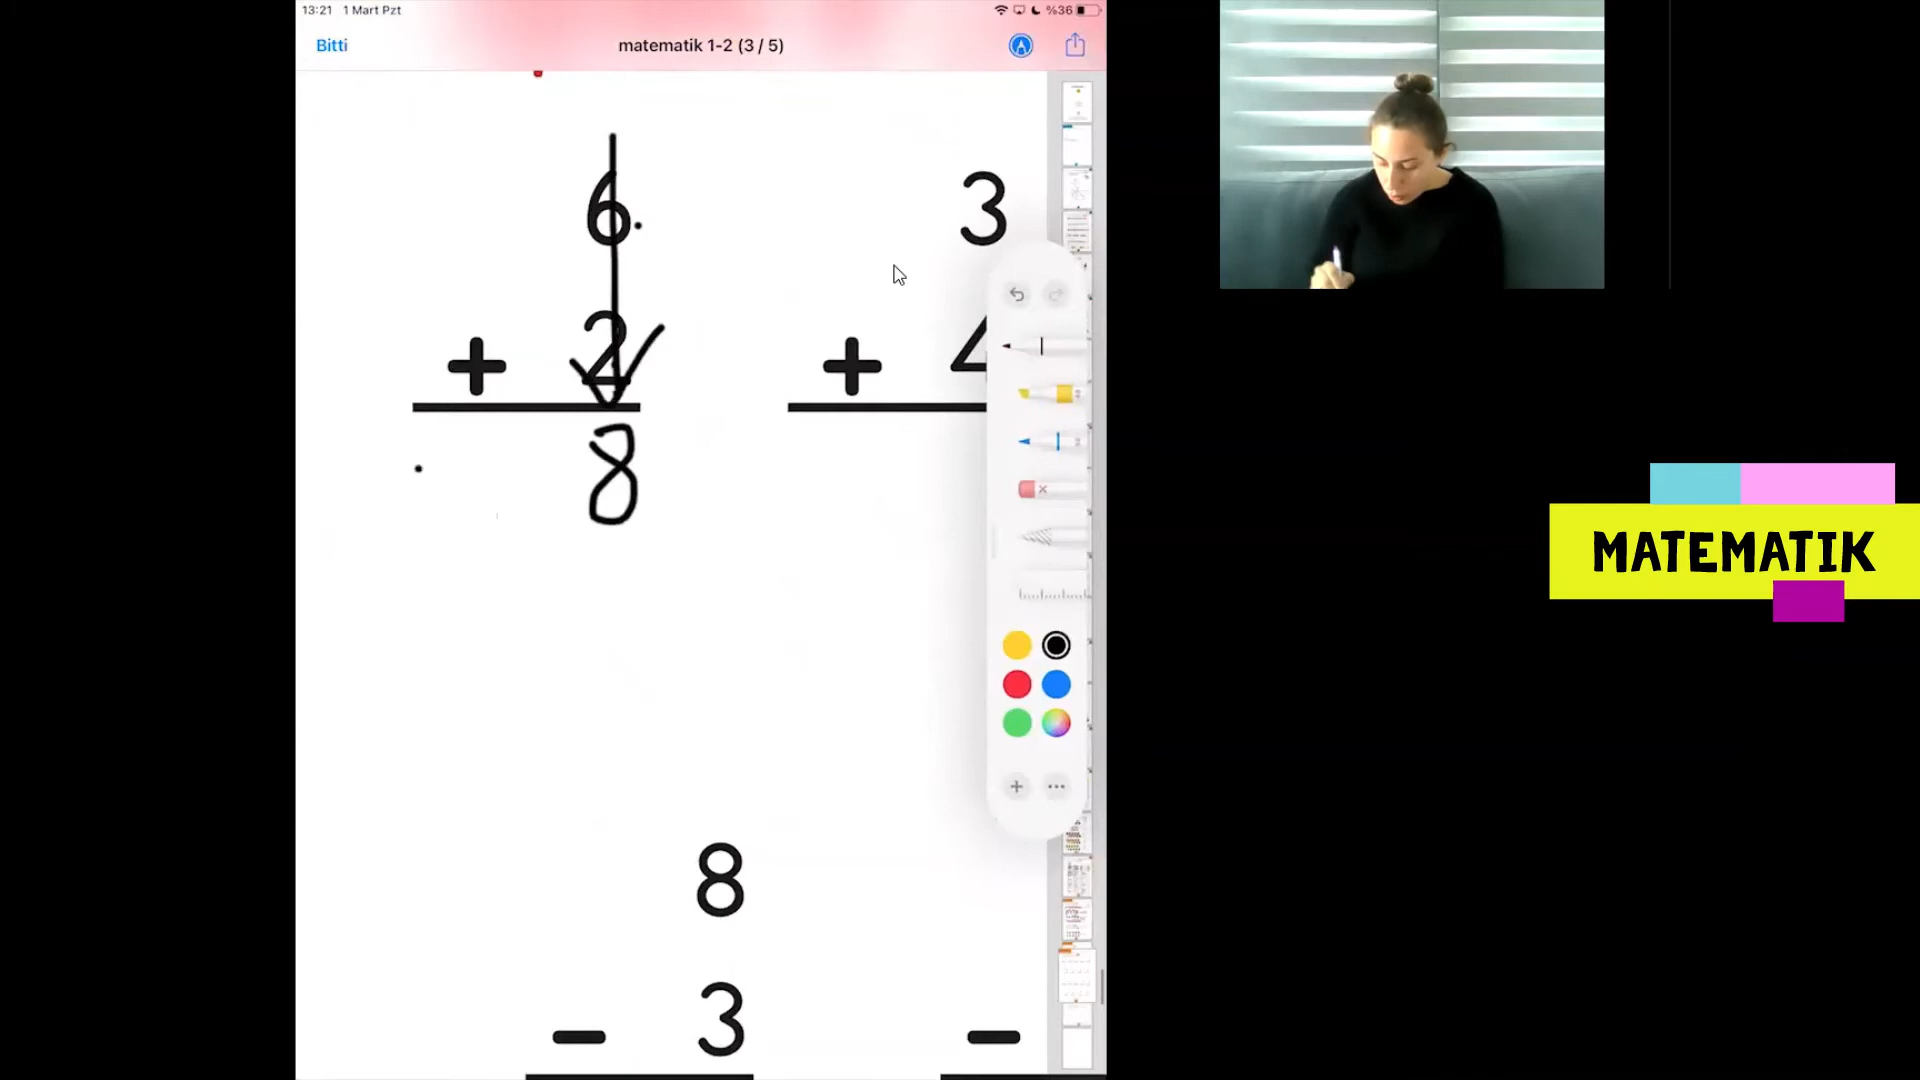 13:21 1 Mart Pzt %36
Bitti matematik 1-2 (3 / 5)
6 3
+ 2 + 4
8
MATEMATIK
8
- 3 -